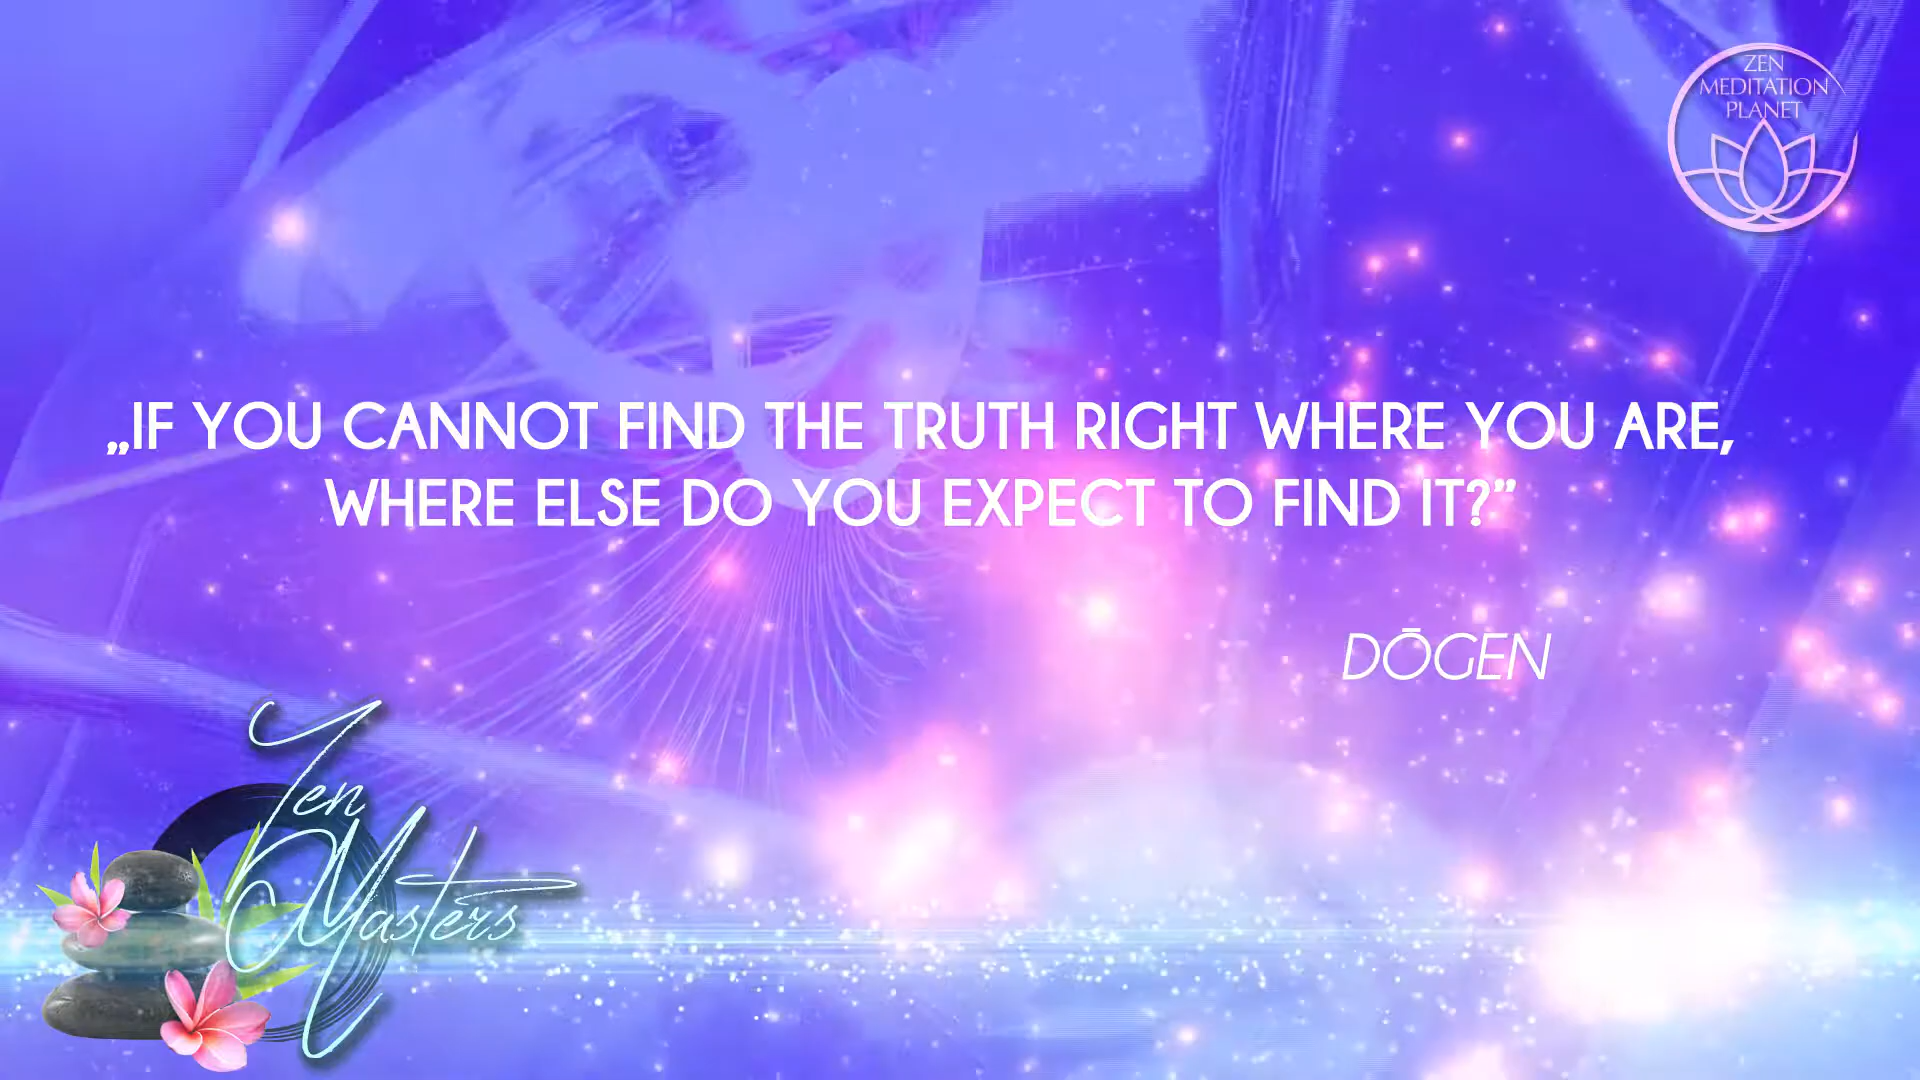 ZEN
MEDITATION
PLANET
„IF YOU CANNOT FIND THE TRUTH RIGHT WHERE YOU ARE,
WHERE ELSE DO YOU EXPECT TO FIND IT?”
DŌGEN
Zen
Masters